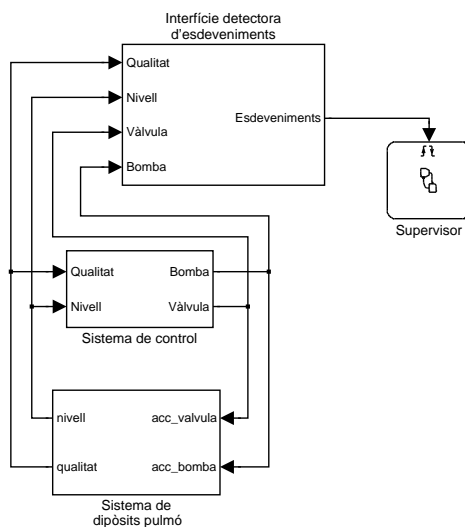 Interfície detectora
d'esdeveniments
Qualitat
Nivell
Vàlvula
Bomba
Esdeveniments
Supervisor
Qualitat
Nivell
Bomba
Vàlvula
Sistema de control
nivell
qualitat
acc_valvula
acc_bomba
Sistema de
dipòsits pulmó